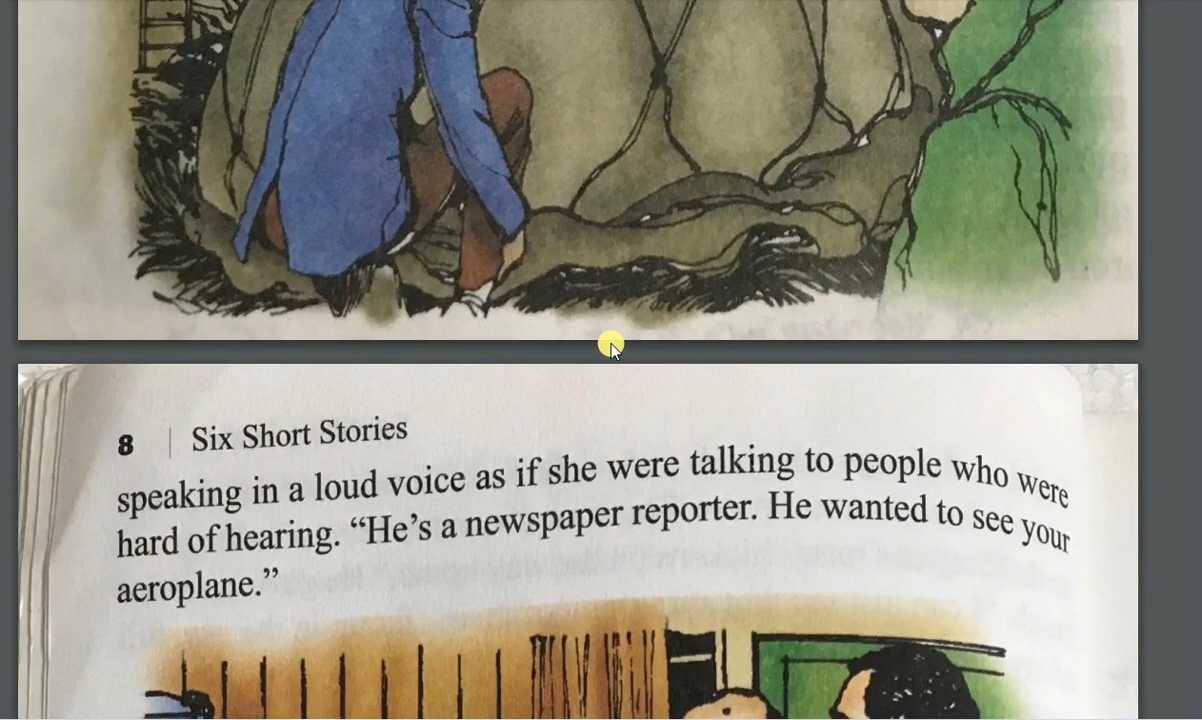 8 | Six Short Stories
speaking in a loud voice as if she were talking to people who were
hard of hearing. “He’s a newspaper reporter. He wanted to see your
aeroplane.”